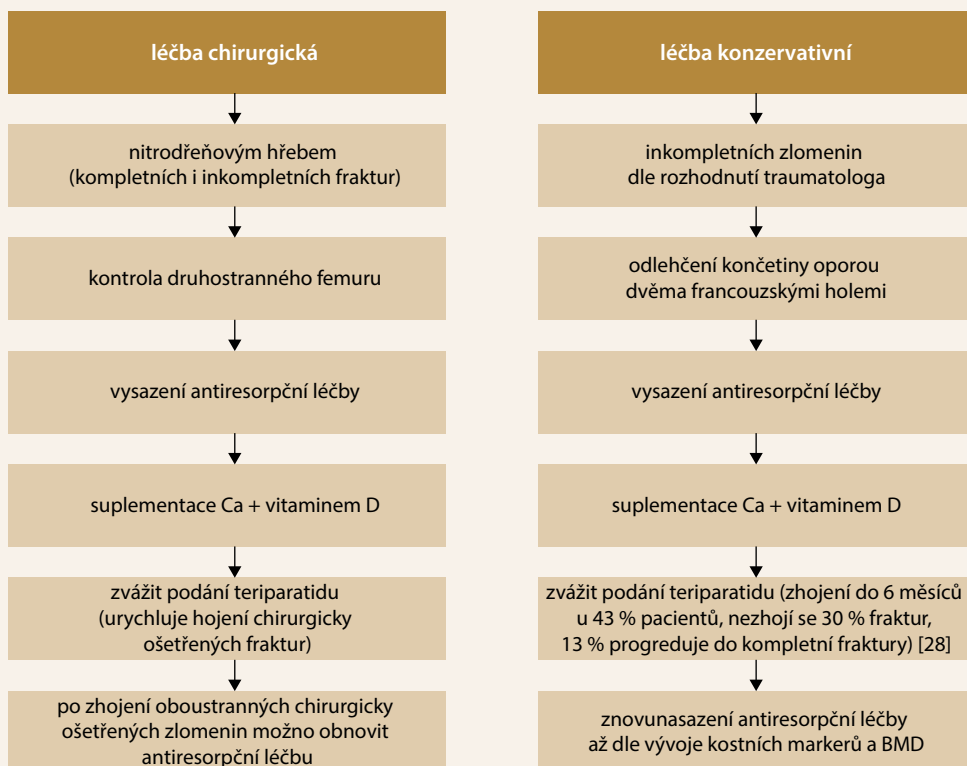 léčba chirurgická
nitrodřeňovým hřebem
(kompletních i inkompletních fraktur)
kontrola druhostranného femuru
vysazení antiresorpční léčby
suplementace Ca + vitaminem D
zvážit podání teriparatidu
(urychluje hojení chirurgicky
ošetřených fraktur)
po zhojení oboustranných chirurgicky
ošetřených zlomenin možno obnovit
antiresorpční léčbu
léčba konzervativní
inkompletních zlomenin
dle rozhodnutí traumatologa
odlehčení končetiny oporou
dvěma francouzskými holemi
vysazení antiresorpční léčby
suplementace Ca + vitaminem D
zvážit podání teriparatidu (zhojení do 6 měsíců
u 43 % pacientů, nezhojí se 30 % fraktur,
13 % progreduje do kompletní fraktury) [28]
znovunasazení antiresorpční léčby
až dle vývoje kostních markerů a BMD